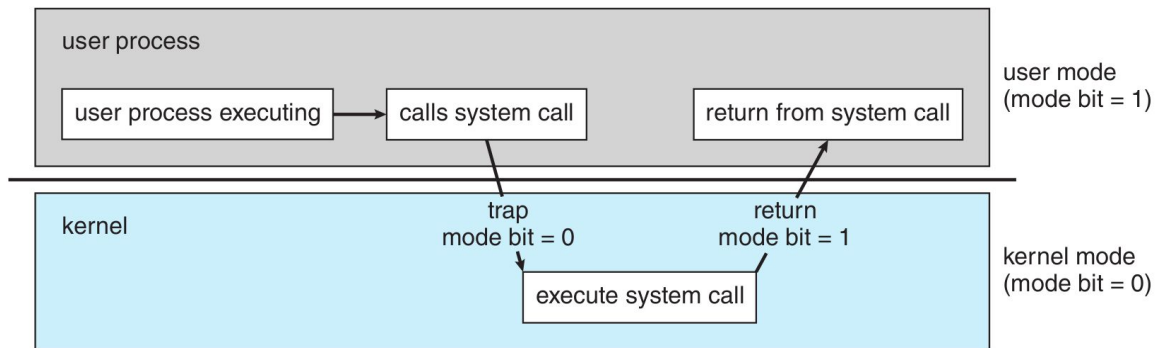 user process
user process executing
calls system call
return from system call
user mode
(mode bit = 1)
kernel
trap
mode bit = 0
return
mode bit = 1
execute system call
kernel mode
(mode bit = 0)